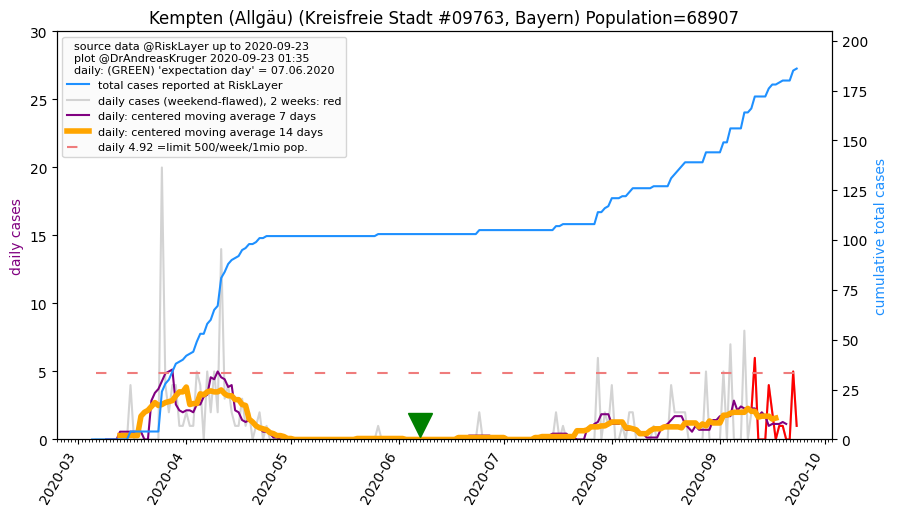 Kempten (Allgäu) (Kreisfreie Stadt #09763, Bayern) Population=68907
source data @RiskLayer up to 2020-09-23
plot @DrAndreasKruger 2020-09-23 01:35
daily: (GREEN) 'expectation day' = 07.06.2020
total cases reported at RiskLayer
daily cases (weekend-flawed), 2 weeks: red
daily: centered moving average 7 days
daily: centered moving average 14 days
daily 4.92 =limit 500/week/1mio pop.
daily cases
30
25
20
15
10
5
0
cumulative total cases
200
175
150
125
100
75
50
25
0
2020-03
2020-04
2020-05
2020-06
2020-07
2020-08
2020-09
2020-10